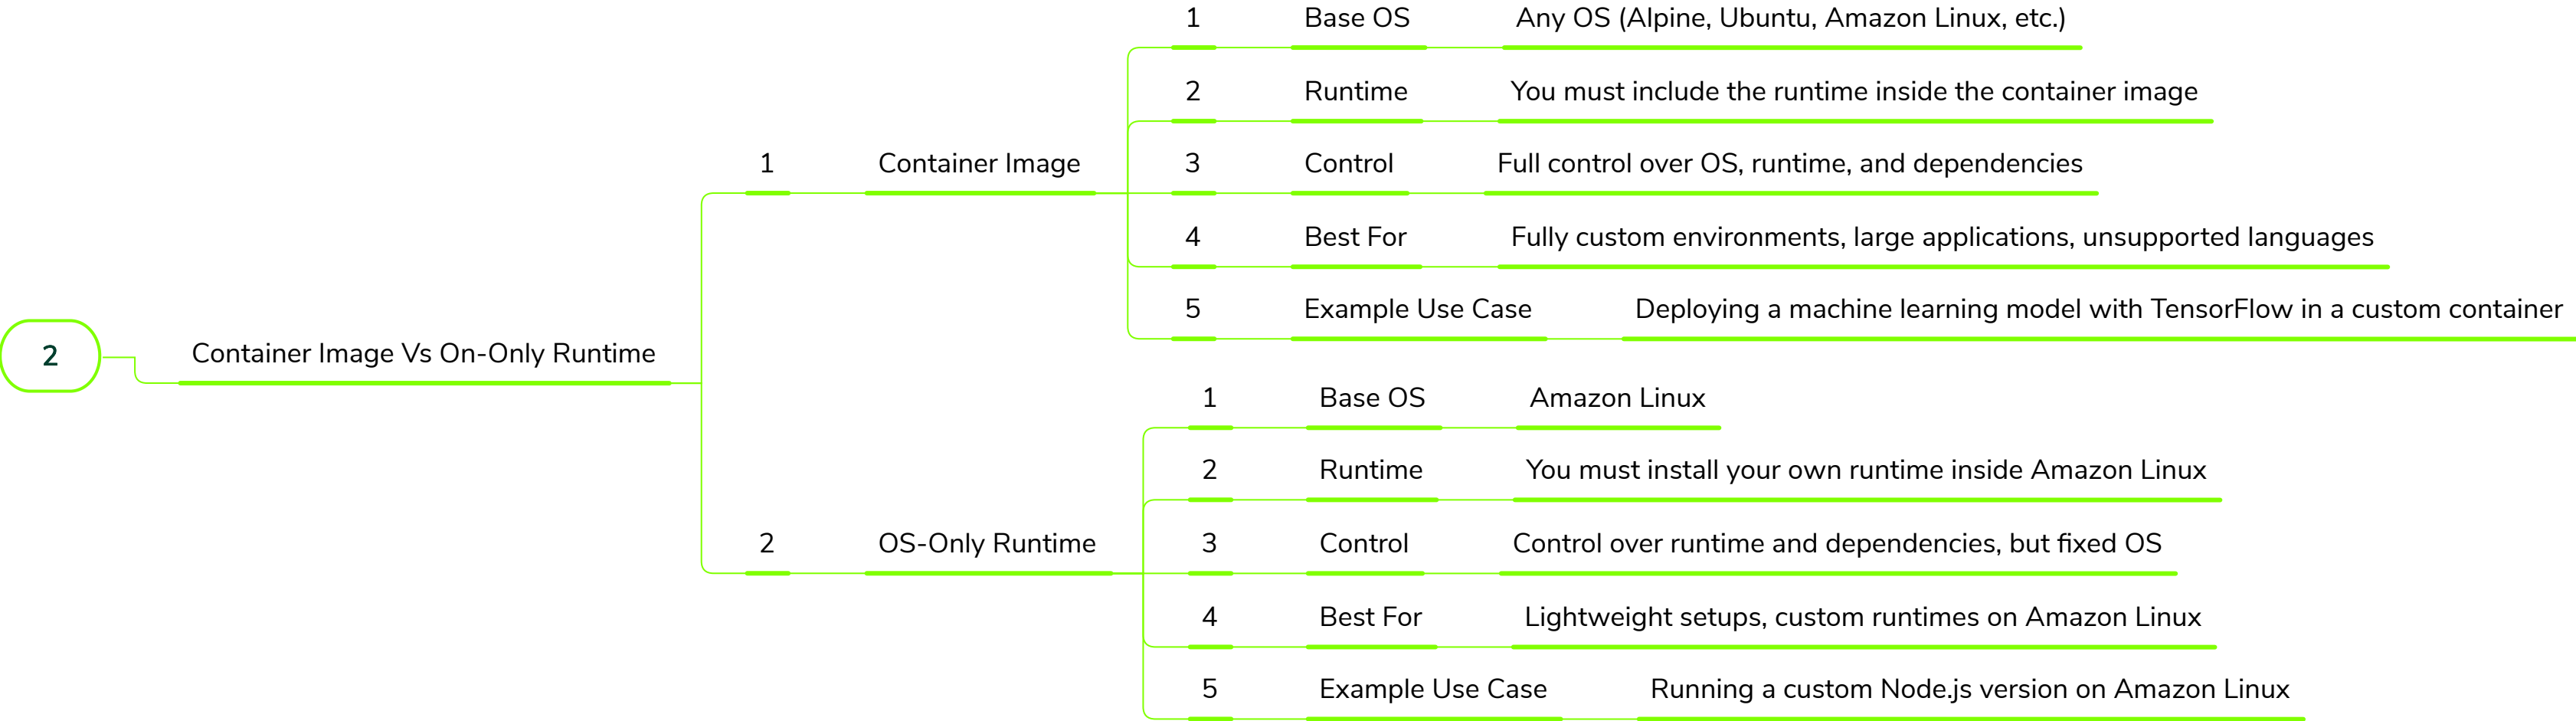 2
Container Image Vs On-Only Runtime
1 Container Image
1 Base OS Any OS (Alpine, Ubuntu, Amazon Linux, etc.)
2 Runtime You must include the runtime inside the container image
3 Control Full control over OS, runtime, and dependencies
4 Best For Fully custom environments, large applications, unsupported languages
5 Example Use Case Deploying a machine learning model with TensorFlow in a custom container
2 OS-Only Runtime
1 Base OS Amazon Linux
2 Runtime You must install your own runtime inside Amazon Linux
3 Control Control over runtime and dependencies, but fixed OS
4 Best For Lightweight setups, custom runtimes on Amazon Linux
5 Example Use Case Running a custom Node.js version on Amazon Linux